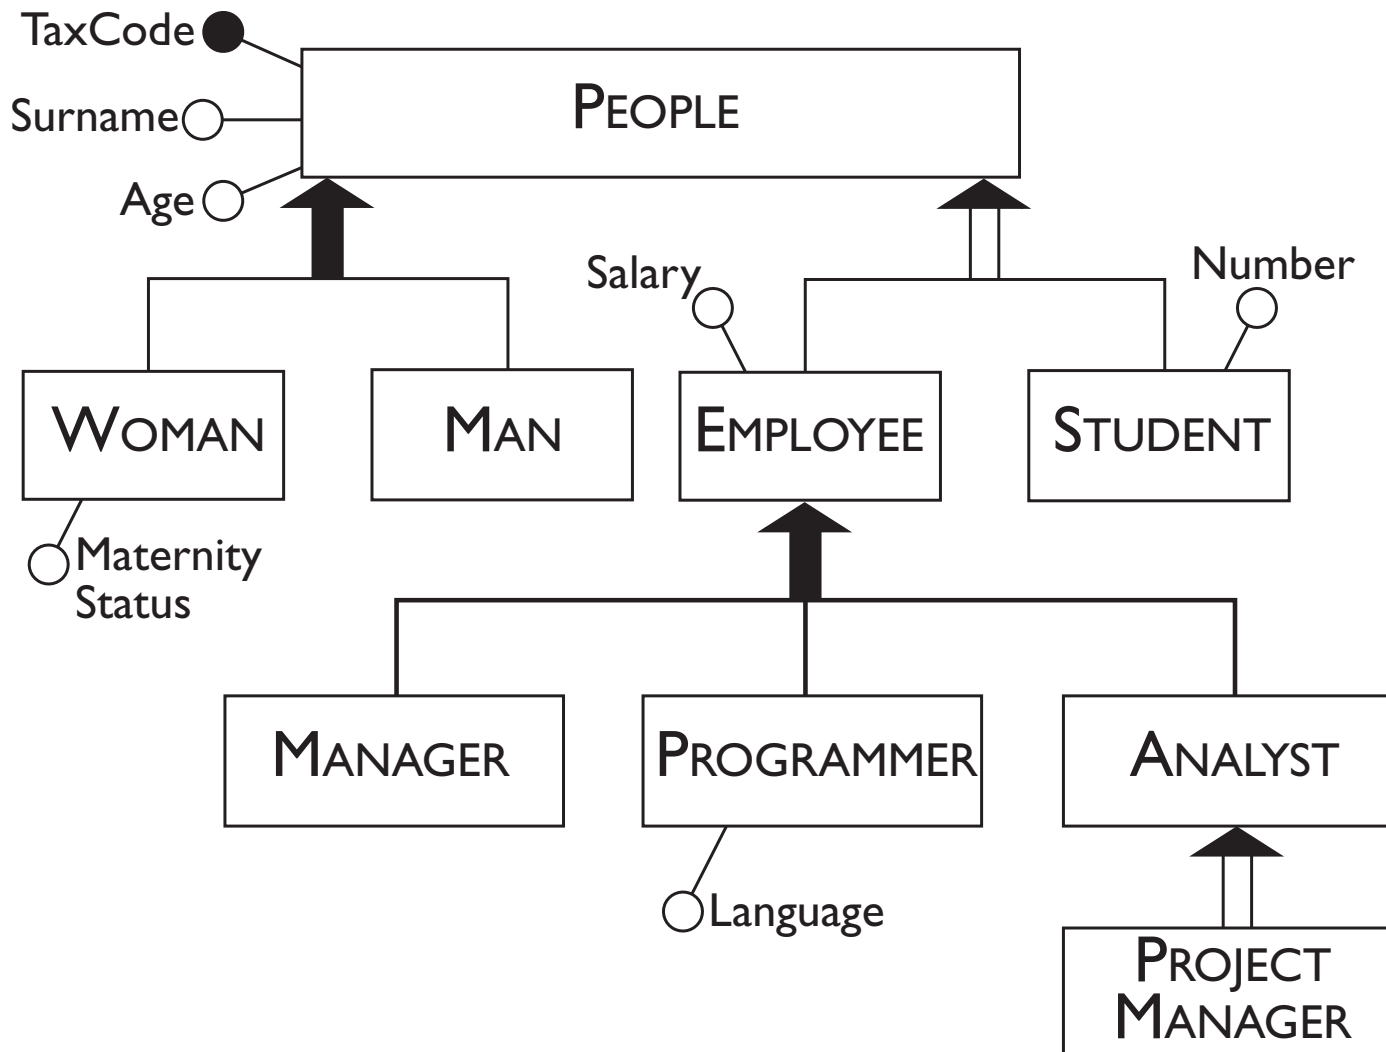 TaxCode
PEOPLE
Surname
Age
Salary
Number
WOMAN
MAN
EMPLOYEE
STUDENT
Maternity
Status
MANAGER
PROGRAMMER
ANALYST
Language
PROJECT
MANAGER